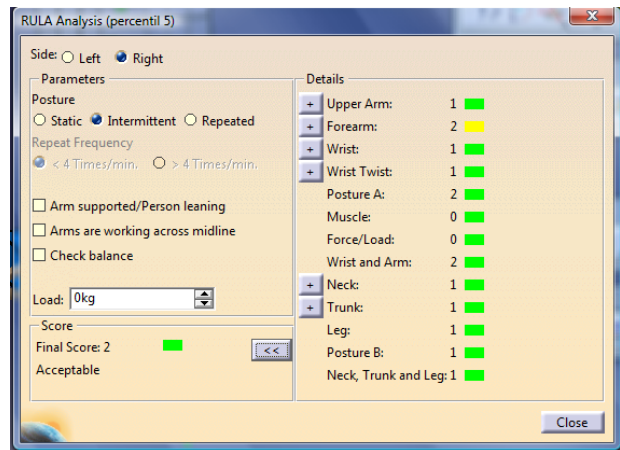 RULA Analysis (percentil 5)
Side: Left Right
Parameters
Posture
Static Intermittent Repeated
Repeat Frequency
< 4 Times/min. > 4 Times/min.
Arm supported/Person leaning
Arms are working across midline
Check balance
Load: 0kg
Score
Final Score: 2
<<
Acceptable
Details
+ Upper Arm: 1
+ Forearm: 2
+ Wrist: 1
+ Wrist Twist: 1
Posture A: 2
Muscle: 0
Force/Load: 0
Wrist and Arm: 2
+ Neck: 1
+ Trunk: 1
Leg: 1
Posture B: 1
Neck, Trunk and Leg: 1
Close